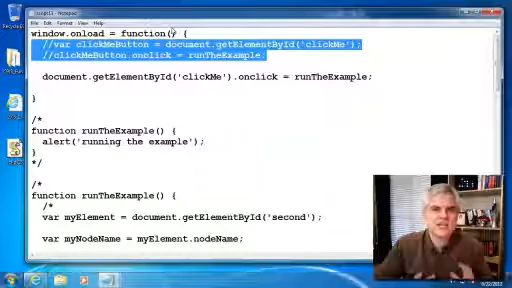 script13 - Notepad
File Edit Format View Help
window.onload = function() {
//var clickMeButton = document.getElementById('clickMe');
//clickMeButton.onclick = runTheExample;
document.getElementById('clickMe').onclick = runTheExample;
}
/*
function runTheExample() {
alert('running the example');
}
*/
/*
function runTheExample() {
/*
var myElement = document.getElementById('second');
var myNodeName = myElement.nodeName;